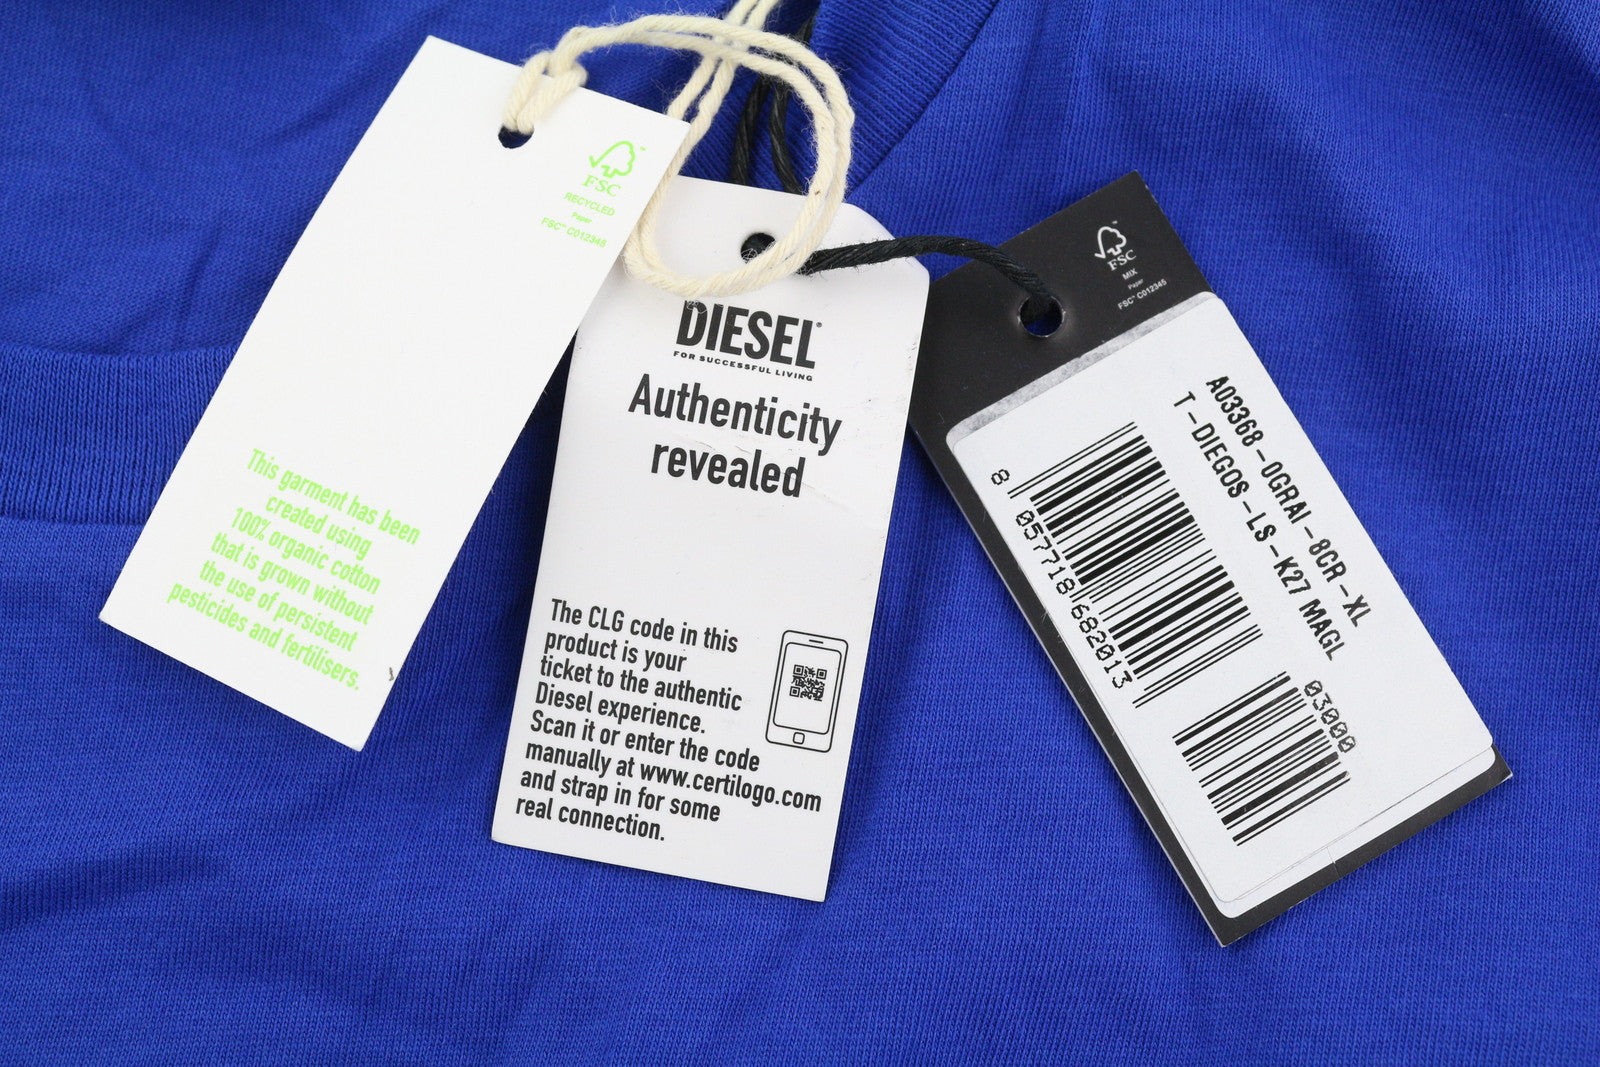 FSC
RECYCLED
Paper
FSC™ C012345
This garment has been
created using
100% organic cotton
that is grown without
the use of persistent
pesticides and fertilisers.
DIESEL®
FOR SUCCESSFUL LIVING
Authenticity
revealed
The CLG code in this
product is your
ticket to the authentic
Diesel experience.
Scan it or enter the code
manually at www.certilogo.com
and strap in for some
real connection.
FSC
MIX
Paper
FSC™ C012345
A03368-0GRAI-8CR-XL
T-DIEGOS-LS-K27 MAGL
8 057718 682013
03000